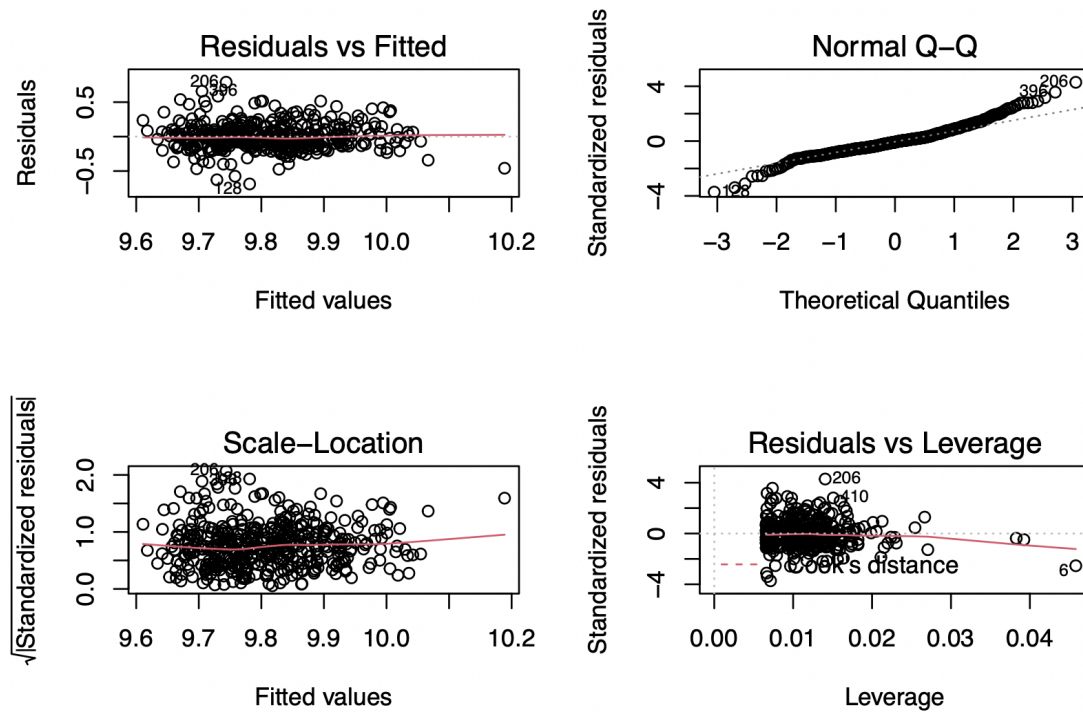 Residuals vs Fitted
Residuals
0.5
−0.5
206
396
128
9.6 9.7 9.8 9.9 10.0 10.2
Fitted values
Normal Q−Q
Standardized residuals
4
0
−4
206
396
128
−3 −2 −1 0 1 2 3
Theoretical Quantiles
Scale−Location
√|Standardized residuals|
2.0
1.0
0.0
206
9.6 9.7 9.8 9.9 10.0 10.2
Fitted values
Residuals vs Leverage
Standardized residuals
4
0
−4
206
410
Cook's distance
6
0.00 0.01 0.02 0.03 0.04
Leverage